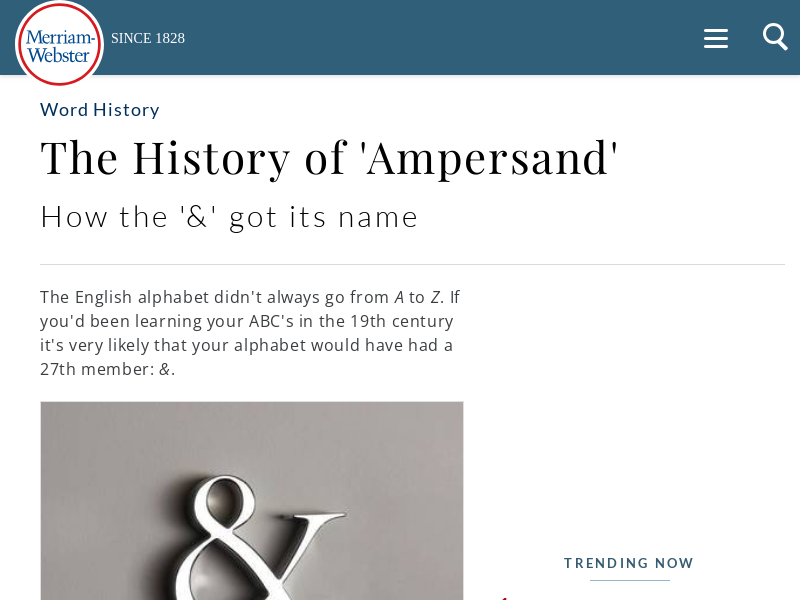 Merriam-
Webster
SINCE 1828
Word History
The History of 'Ampersand'
How the '&' got its name
The English alphabet didn't always go from A to Z. If
you'd been learning your ABC's in the 19th century
it's very likely that your alphabet would have had a
27th member: &.
&
TRENDING NOW